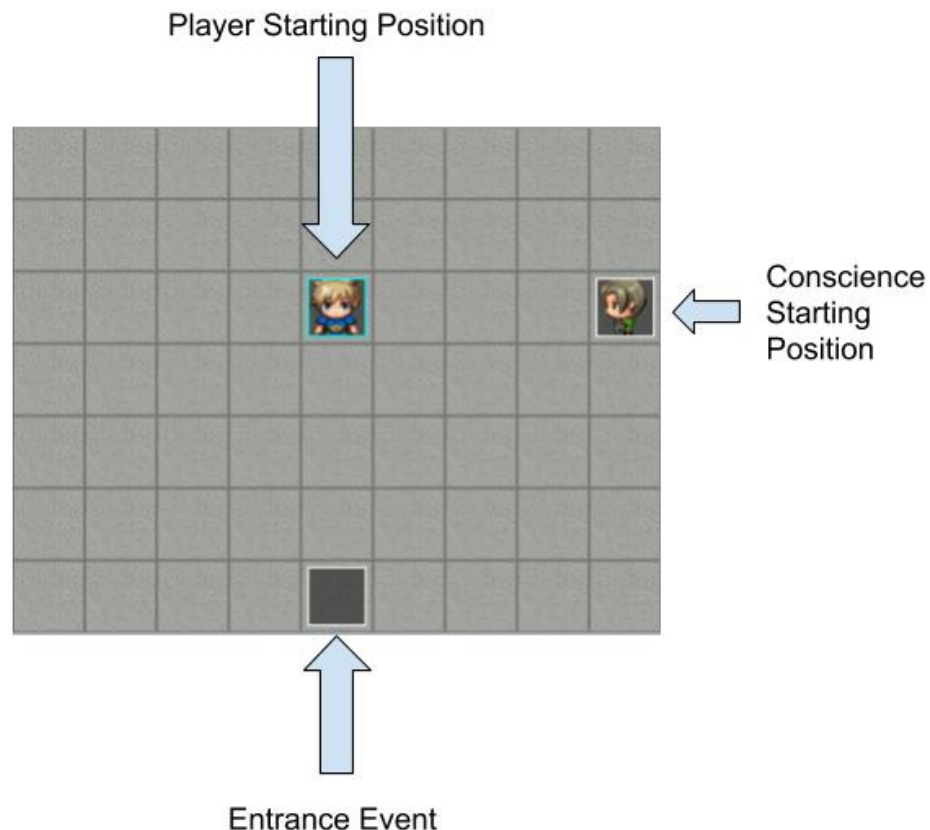 Player Starting Position
Conscience
Starting
Position
Entrance Event